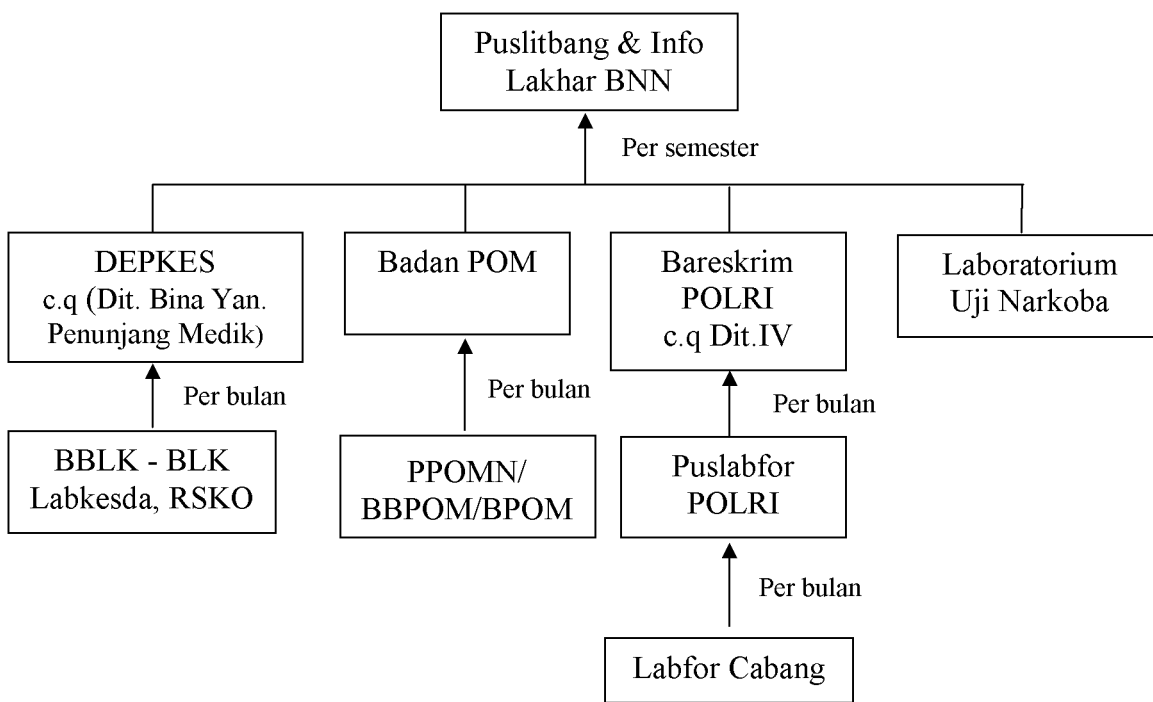 Puslitbang & Info
Lakhar BNN
Per semester
DEPKES
c.q (Dit. Bina Yan.
Penunjang Medik)
Badan POM
Bareskrim
POLRI
c.q Dit.IV
Laboratorium
Uji Narkoba
Per bulan
Per bulan
Per bulan
BBLK - BLK
Labkesda, RSKO
PPOMN/
BBPOM/BPOM
Puslabfor
POLRI
Per bulan
Labfor Cabang